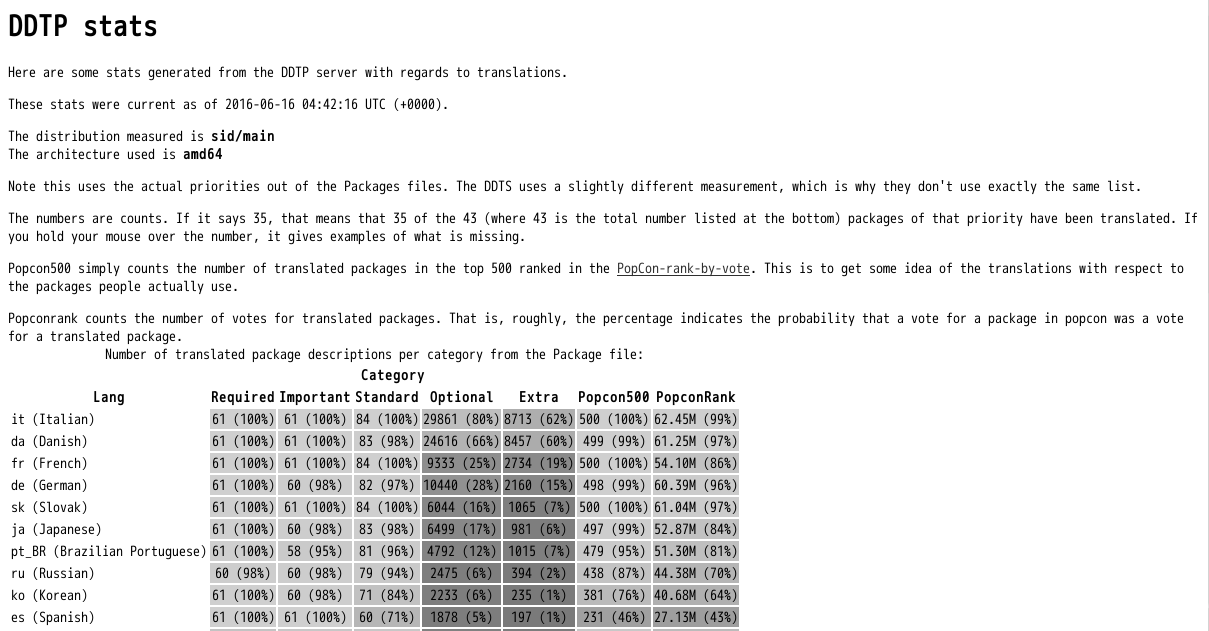 DDTP stats
Here are some stats generated from the DDTP server with regards to translations.
These stats were current as of 2016-06-16 04:42:16 UTC (+0000).
The distribution measured is sid/main
The architecture used is amd64
Note this uses the actual priorities out of the Packages files. The DDTS uses a slightly different measurement, which is why they don't use exactly the same list.
The numbers are counts. If it says 35, that means that 35 of the 43 (where 43 is the total number listed at the bottom) packages of that priority have been translated. If
you hold your mouse over the number, it gives examples of what is missing.
Popcon500 simply counts the number of translated packages in the top 500 ranked in the PopCon-rank-by-vote. This is to get some idea of the translations with respect to
the packages people actually use.
Popconrank counts the number of votes for translated packages. That is, roughly, the percentage indicates the probability that a vote for a package in popcon was a vote
for a translated package.
Number of translated package descriptions per category from the Package file:
Category
Lang Required Important Standard Optional Extra Popcon500 PopconRank
it (Italian) 61 (100%) 61 (100%) 84 (100%) 29861 (80%) 8713 (62%) 500 (100%) 62.45M (99%)
da (Danish) 61 (100%) 61 (100%) 83 (98%) 24616 (66%) 8457 (60%) 499 (99%) 61.25M (97%)
fr (French) 61 (100%) 61 (100%) 84 (100%) 9333 (25%) 2734 (19%) 500 (100%) 54.10M (86%)
de (German) 61 (100%) 60 (98%) 82 (97%) 10440 (28%) 2160 (15%) 498 (99%) 60.39M (96%)
sk (Slovak) 61 (100%) 61 (100%) 84 (100%) 6044 (16%) 1065 (7%) 500 (100%) 61.04M (97%)
ja (Japanese) 61 (100%) 60 (98%) 83 (98%) 6499 (17%) 981 (6%) 497 (99%) 52.87M (84%)
pt_BR (Brazilian Portuguese) 61 (100%) 58 (95%) 81 (96%) 4792 (12%) 1015 (7%) 479 (95%) 51.30M (81%)
ru (Russian) 60 (98%) 60 (98%) 79 (94%) 2475 (6%) 394 (2%) 438 (87%) 44.38M (70%)
ko (Korean) 61 (100%) 60 (98%) 71 (84%) 2233 (6%) 235 (1%) 381 (76%) 40.68M (64%)
es (Spanish) 61 (100%) 61 (100%) 60 (71%) 1878 (5%) 197 (1%) 231 (46%) 27.13M (43%)